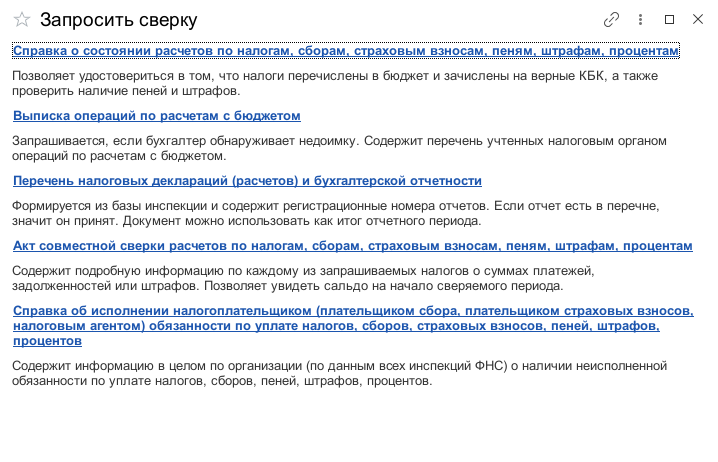 Запросить сверку
Справка о состоянии расчетов по налогам, сборам, страховым взносам, пеням, штрафам, процентам
Позволяет удостовериться в том, что налоги перечислены в бюджет и зачислены на верные КБК, а также
проверить наличие пеней и штрафов.
Выписка операций по расчетам с бюджетом
Запрашивается, если бухгалтер обнаруживает недоимку. Содержит перечень учтенных налоговым органом
операций по расчетам с бюджетом.
Перечень налоговых деклараций (расчетов) и бухгалтерской отчетности
Формируется из базы инспекции и содержит регистрационные номера отчетов. Если отчет есть в перечне,
значит он принят. Документ можно использовать как итог отчетного периода.
Акт совместной сверки расчетов по налогам, сборам, страховым взносам, пеням, штрафам, процентам
Содержит подробную информацию по каждому из запрашиваемых налогов о суммах платежей,
задолженностей или штрафов. Позволяет увидеть сальдо на начало сверяемого периода.
Справка об исполнении налогоплательщиком (плательщиком сбора, плательщиком страховых взносов,
налоговым агентом) обязанности по уплате налогов, сборов, страховых взносов, пеней, штрафов,
процентов
Содержит информацию в целом по организации (по данным всех инспекций ФНС) о наличии неисполненной
обязанности по уплате налогов, сборов, пеней, штрафов, процентов.